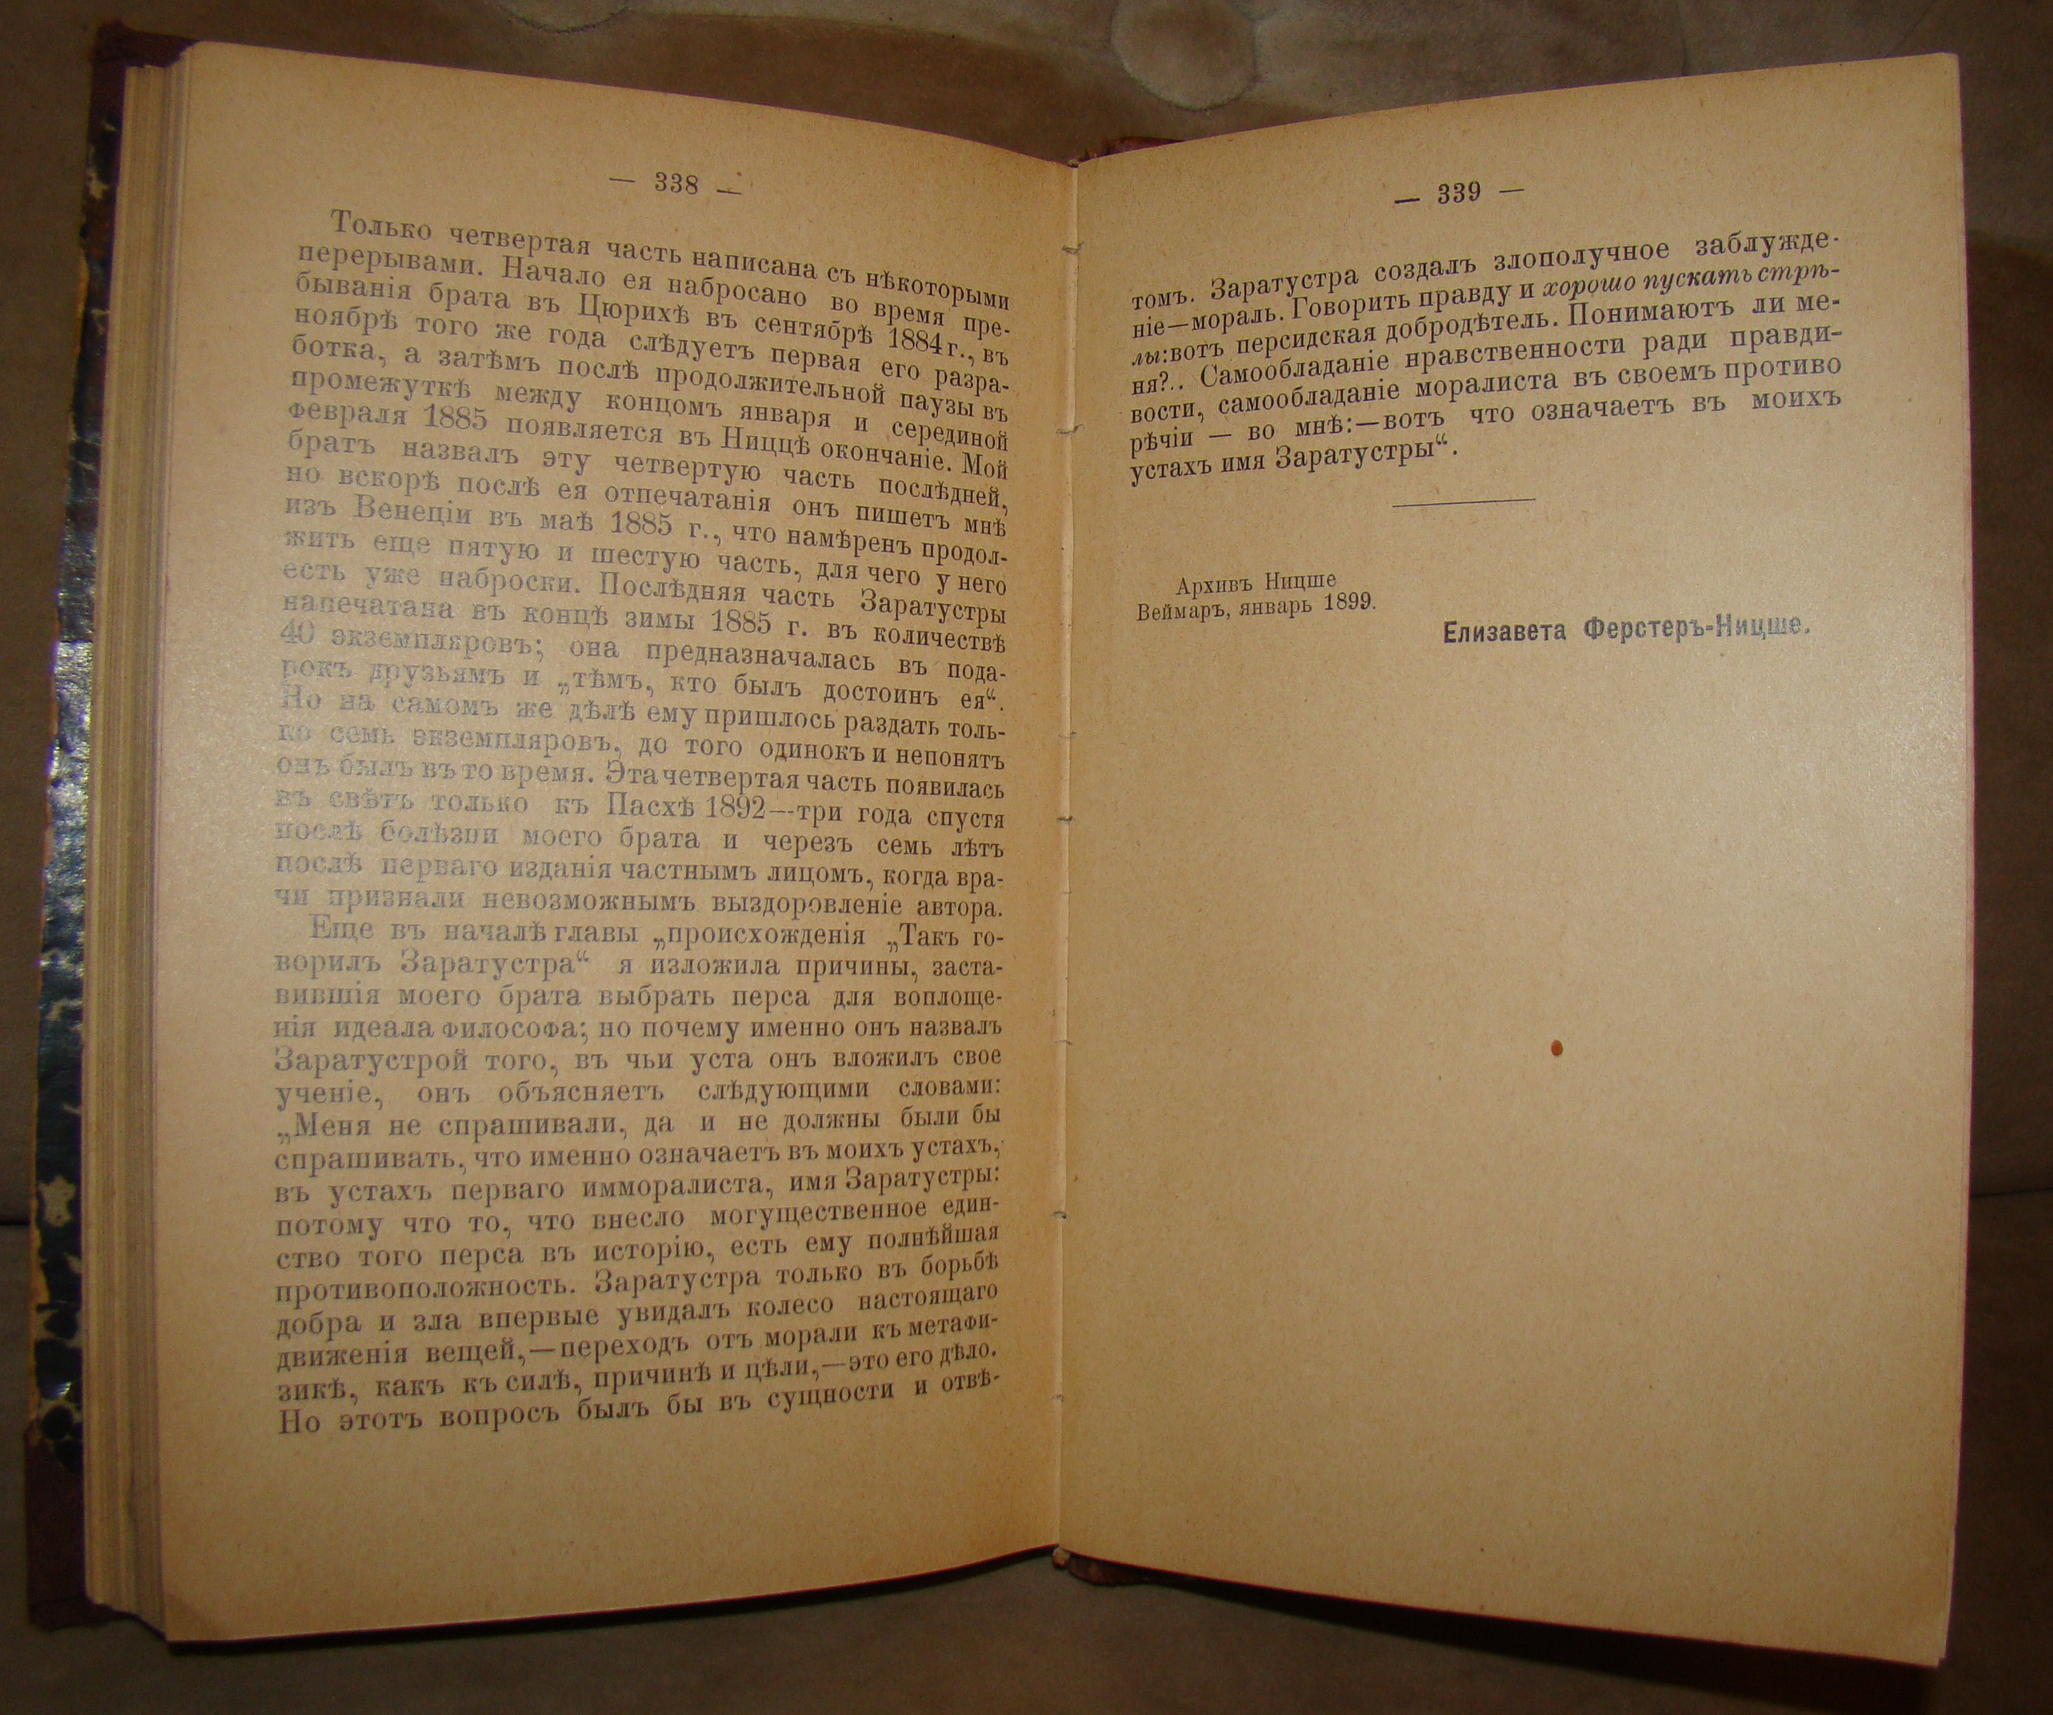 — 338 —
Только четвертая часть написана съ нѣкоторыми
перерывами. Начало ея набросано во время пре-
быванія брата въ Цюрихѣ въ сентябрѣ 1884 г., въ
ноябрѣ того же года слѣдуетъ первая его разра-
ботка, а затѣмъ послѣ продолжительной паузы въ
промежуткѣ между концомъ января и серединой
февраля 1885 появляется въ Ниццѣ окончаніе. Мой
братъ назвалъ эту четвертую часть послѣдней,
но вскорѣ послѣ ея отпечатанія онъ пишетъ мнѣ
изъ Венеціи въ маѣ 1885 г., что намѣренъ продол-
жить еще пятую и шестую часть, для чего у него
есть уже наброски. Послѣдняя часть Заратустры
напечатана въ концѣ зимы 1885 г. въ количествѣ
40 экземпляровъ; она предназначалась въ пода-
рокъ друзьямъ и „тѣмъ, кто былъ достоинъ ея“.
Но на самомъ же дѣлѣ ему пришлось раздать толь-
ко семь экземпляровъ, до того одинокъ и непонятъ
онъ былъ въ то время. Эта четвертая часть появилась
въ свѣтъ только къ Пасхѣ 1892—три года спустя
послѣ болѣзни моего брата и черезъ семь лѣтъ
послѣ перваго изданія частнымъ лицомъ, когда вра-
чи признали невозможнымъ выздоровленіе автора.
Еще въ началѣ главы „происхожденія „Такъ го-
ворилъ Заратустра“ я изложила причины, заста-
вившія моего брата выбрать перса для воплоще-
нія идеала философа; но почему именно онъ назвалъ
Заратустрой того, въ чьи уста онъ вложилъ свое
ученіе, онъ объясняетъ слѣдующими словами:
„Меня не спрашивали, да и не должны были бы
спрашивать, что именно означаетъ въ моихъ устахъ,
въ устахъ перваго имморалиста, имя Заратустры:
потому что то, что внесло могущественное един-
ство того перса въ исторію, есть ему полнѣйшая
противоположность. Заратустра только въ борьбѣ
добра и зла впервые увидалъ колесо настоящаго
движенія вещей,—переходъ отъ морали къ метафи-
зикѣ, какъ къ силѣ, причинѣ и цѣли,—это его дѣло.
Но этотъ вопросъ былъ бы въ сущности и отвѣ-
— 339 —
томъ. Заратустра создалъ злополучное заблужде-
ніе—мораль. Говорить правду и хорошо пускать стрѣ-
лы:вотъ персидская добродѣтель. Понимаютъ ли ме-
ня?.. Самообладаніе нравственности ради правди-
вости, самообладаніе моралиста въ своемъ противо
рѣчіи — во мнѣ:—вотъ что означаетъ въ моихъ
устахъ имя Заратустры“.
Архивъ Ницше
Веймаръ, январь 1899.
Елизавета Ферстеръ-Ницше.